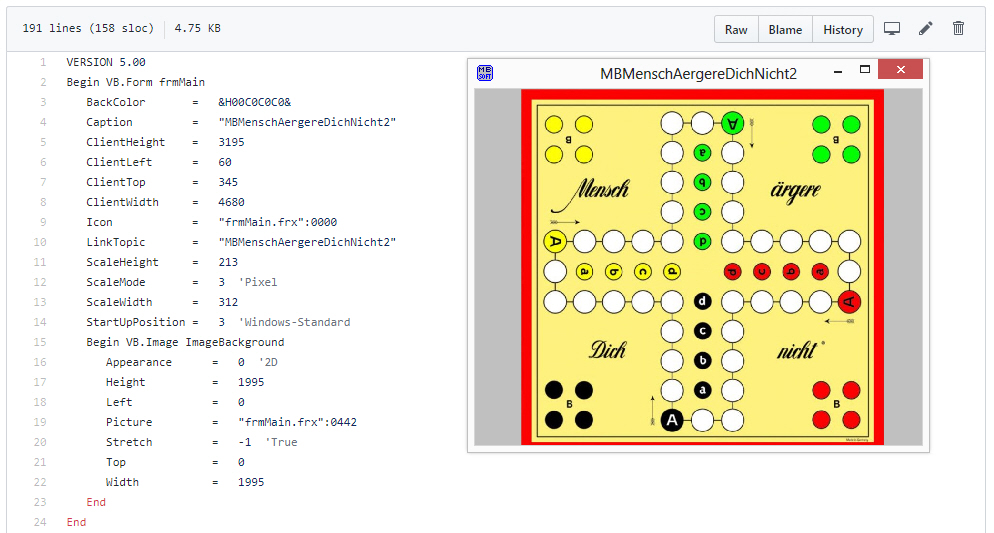 191 lines (158 sloc) 4.75 KB
Raw Blame History
1 VERSION 5.00
2 Begin VB.Form frmMain
3 BackColor = &H00C0C0C0&
4 Caption = "MBMenschAergereDichNicht2"
5 ClientHeight = 3195
6 ClientLeft = 60
7 ClientTop = 345
8 ClientWidth = 4680
9 Icon = "frmMain.frx":0000
10 LinkTopic = "MBMenschAergereDichNicht2"
11 ScaleHeight = 213
12 ScaleMode = 3 'Pixel
13 ScaleWidth = 312
14 StartUpPosition = 3 'Windows-Standard
15 Begin VB.Image ImageBackground
16 Appearance = 0 '2D
17 Height = 1995
18 Left = 0
19 Picture = "frmMain.frx":0442
20 Stretch = -1 'True
21 Top = 0
22 Width = 1995
23 End
24 End
MB
SOFT
MBMenschAergereDichNicht2
B
A
B
a
b
c
d
Mensch
ärgere
A
a b c d
d c b a
A
d
c
b
a
Dich
nicht
B
A
B